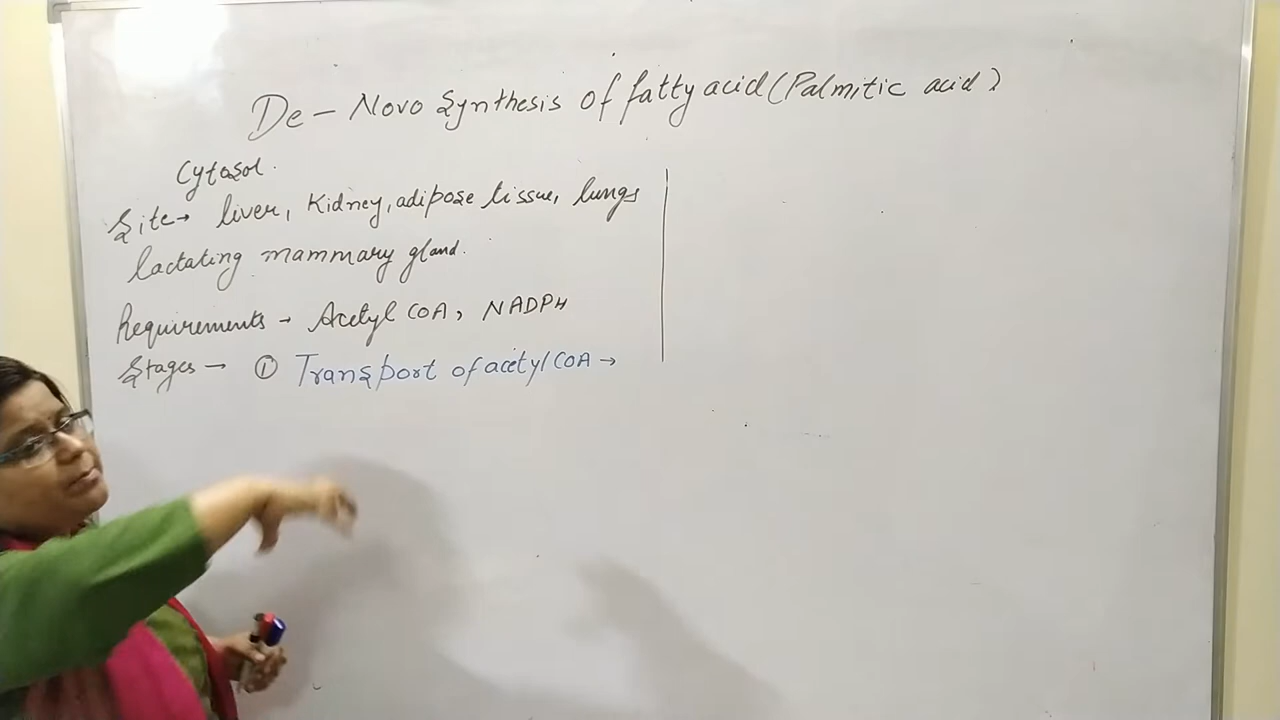 De - Novo Synthesis of fatty acid (Palmitic acid)
Cytosol.
Site → liver, Kidney, adipose tissue, lungs
lactating mammary gland.
Requirements → Acetyl COA, NADPH
Stages → ① Transport of acetyl COA →